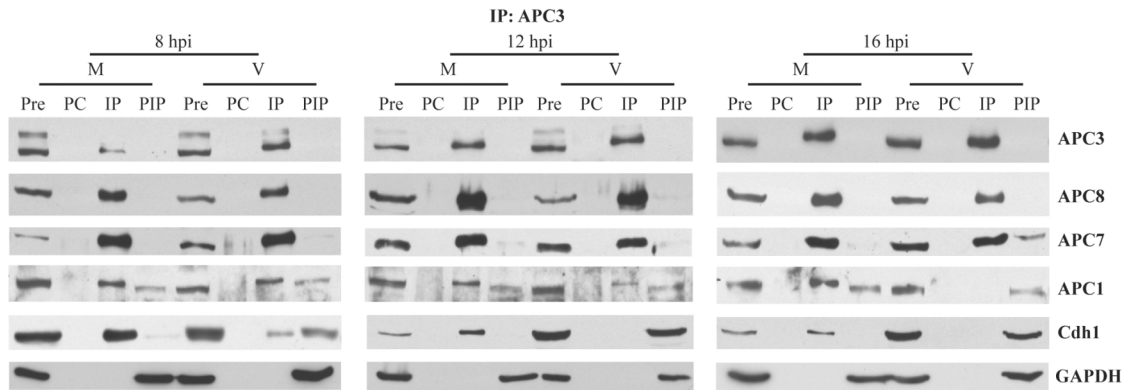 IP: APC3
8 hpi 12 hpi 16 hpi
M V M V M V
Pre PC IP PIP Pre PC IP PIP Pre PC IP PIP Pre PC IP PIP Pre PC IP PIP Pre PC IP PIP
APC3
APC8
APC7
APC1
Cdh1
GAPDH